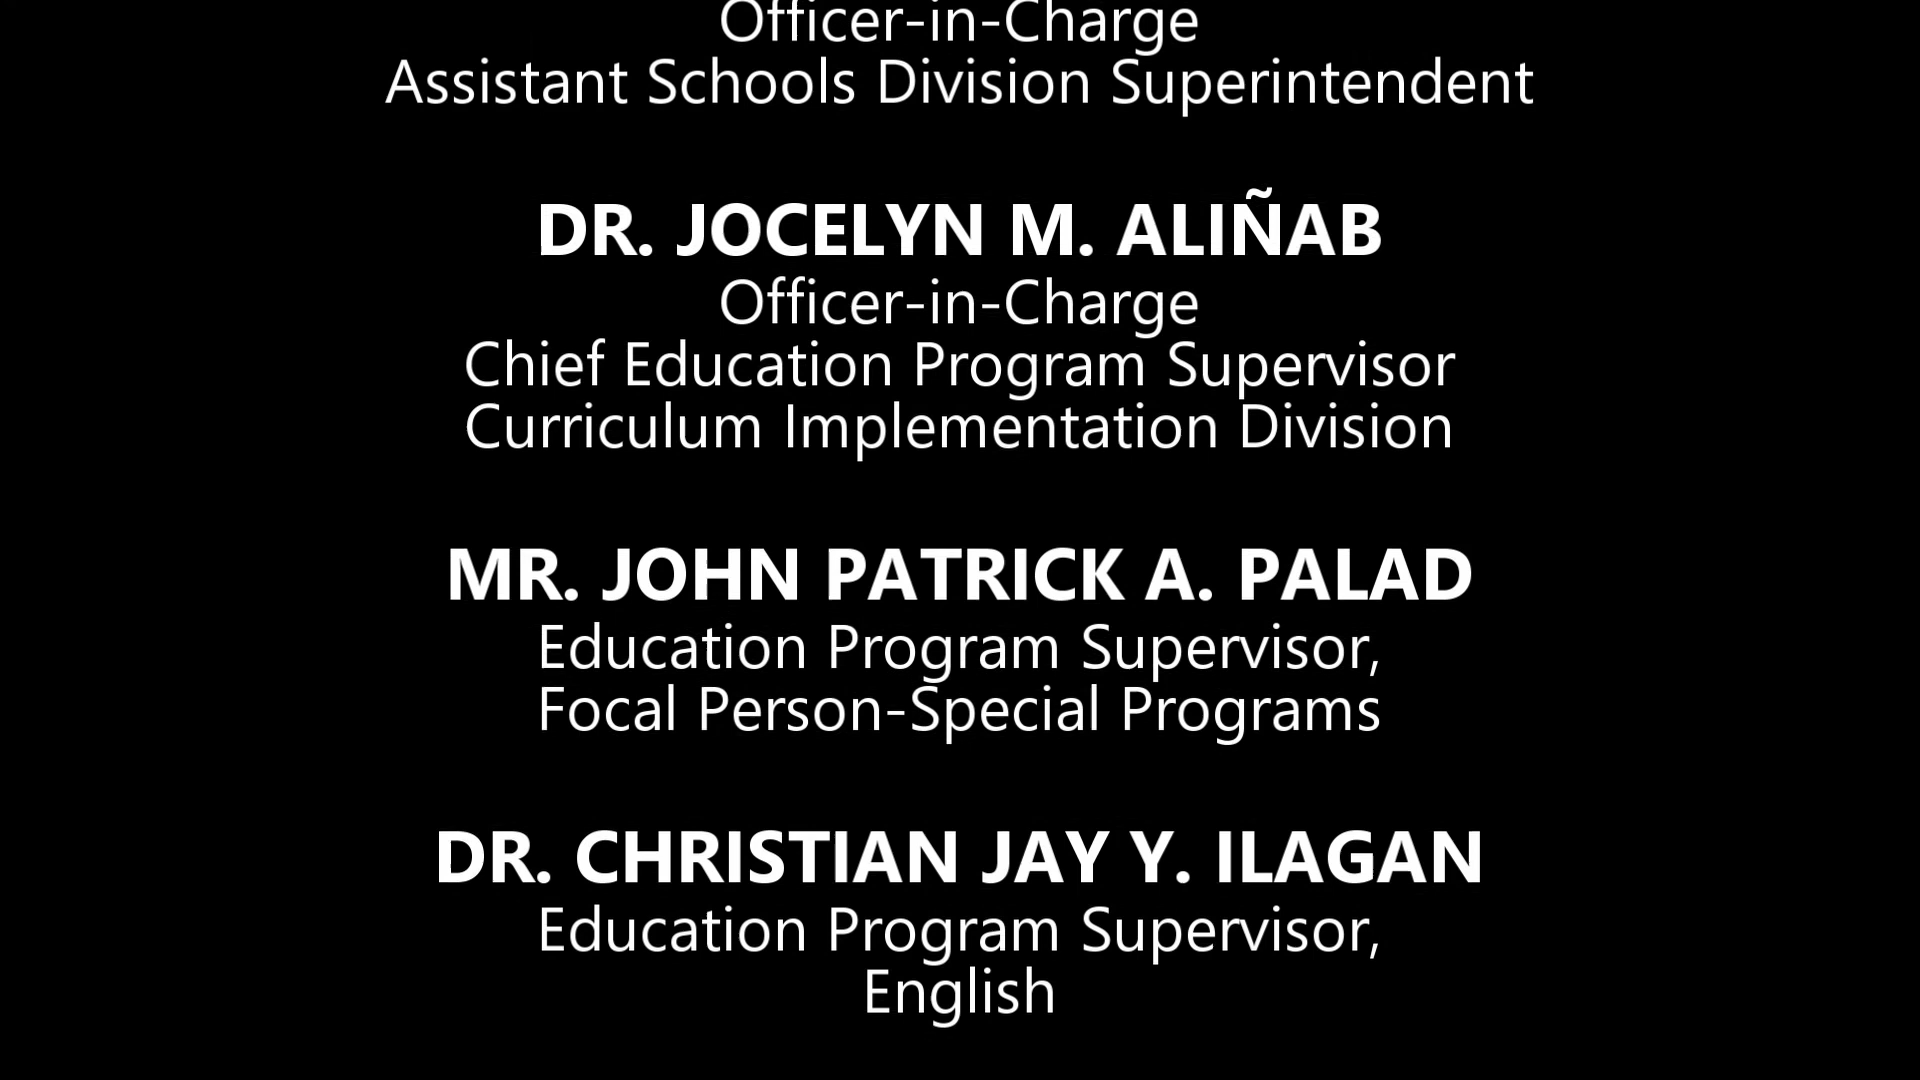 Officer-in-Charge
Assistant Schools Division Superintendent
DR. JOCELYN M. ALIÑAB
Officer-in-Charge
Chief Education Program Supervisor
Curriculum Implementation Division
MR. JOHN PATRICK A. PALAD
Education Program Supervisor,
Focal Person-Special Programs
DR. CHRISTIAN JAY Y. ILAGAN
Education Program Supervisor,
English